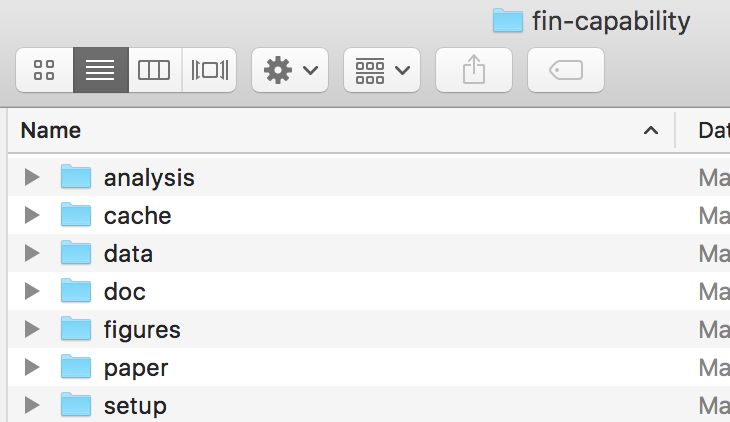 fin-capability
Name Dat
analysis Ma
cache Ma
data Ma
doc Ma
figures Ma
paper Ma
setup Ma